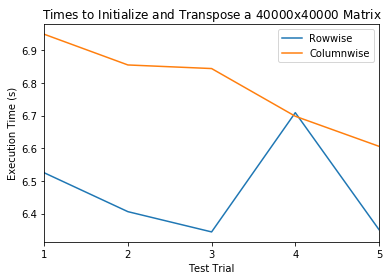 Times to Initialize and Transpose a 40000x40000 Matrix
Rowwise
Columnwise
Execution Time (s)
6.9
6.8
6.7
6.6
6.5
6.4
1 2 3 4 5
Test Trial